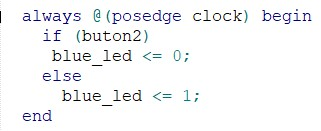 always @(posedge clock) begin
if (buton2)
blue_led <= 0;
else
blue_led <= 1;
end